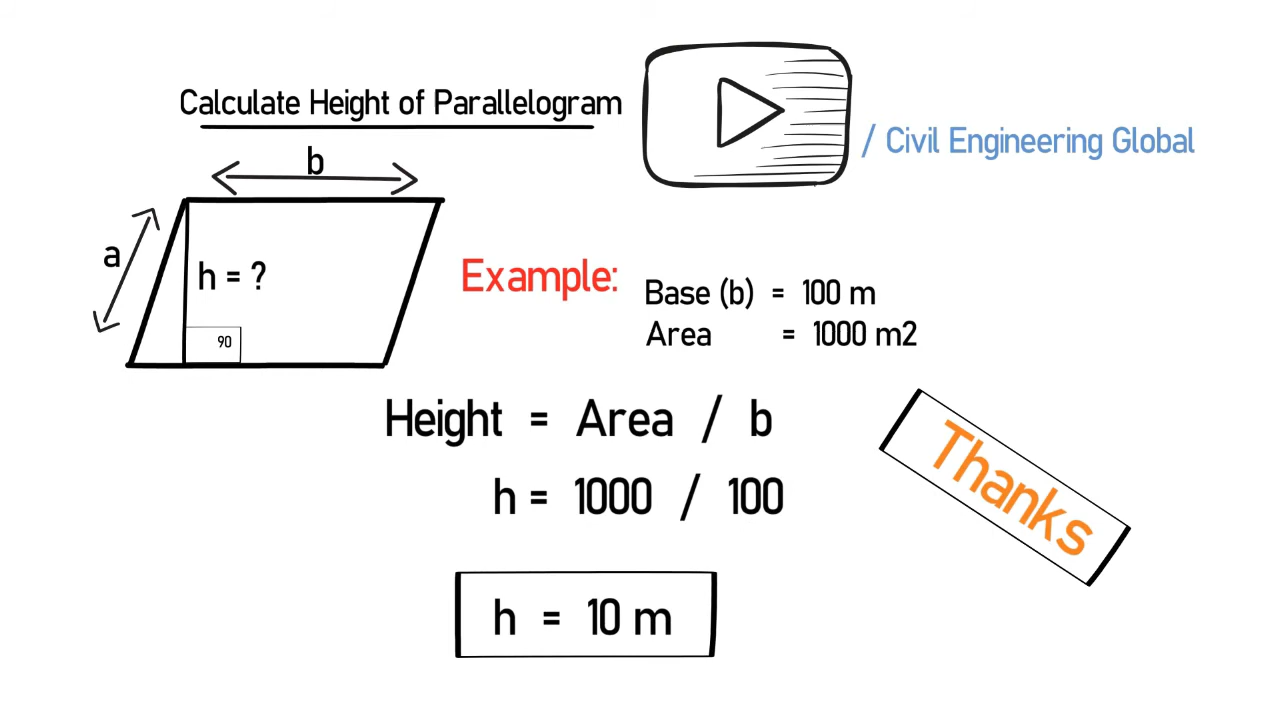 Calculate Height of Parallelogram
/ Civil Engineering Global
b
a
h = ?
90
Example:
Base (b) = 100 m
Area = 1000 m2
Height = Area / b
h = 1000 / 100
h = 10 m
Thanks